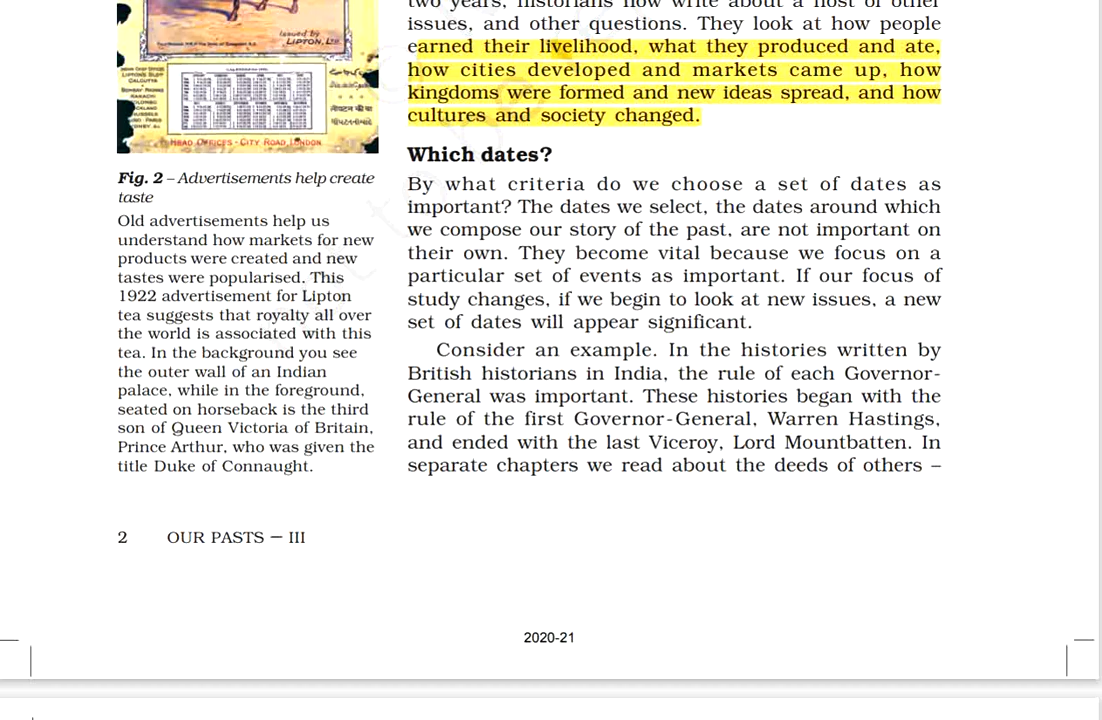 Issued by
LIPTON, LTD.
HEAD OFFICES - CITY ROAD, LONDON
Fig. 2 – Advertisements help create
taste
Old advertisements help us
understand how markets for new
products were created and new
tastes were popularised. This
1922 advertisement for Lipton
tea suggests that royalty all over
the world is associated with this
tea. In the background you see
the outer wall of an Indian
palace, while in the foreground,
seated on horseback is the third
son of Queen Victoria of Britain,
Prince Arthur, who was given the
title Duke of Connaught.
two years, historians now write about a host of other
issues, and other questions. They look at how people
earned their livelihood, what they produced and ate,
how cities developed and markets came up, how
kingdoms were formed and new ideas spread, and how
cultures and society changed.
Which dates?
By what criteria do we choose a set of dates as
important? The dates we select, the dates around which
we compose our story of the past, are not important on
their own. They become vital because we focus on a
particular set of events as important. If our focus of
study changes, if we begin to look at new issues, a new
set of dates will appear significant.
Consider an example. In the histories written by
British historians in India, the rule of each Governor-
General was important. These histories began with the
rule of the first Governor-General, Warren Hastings,
and ended with the last Viceroy, Lord Mountbatten. In
separate chapters we read about the deeds of others –
2 OUR PASTS – III
2020-21